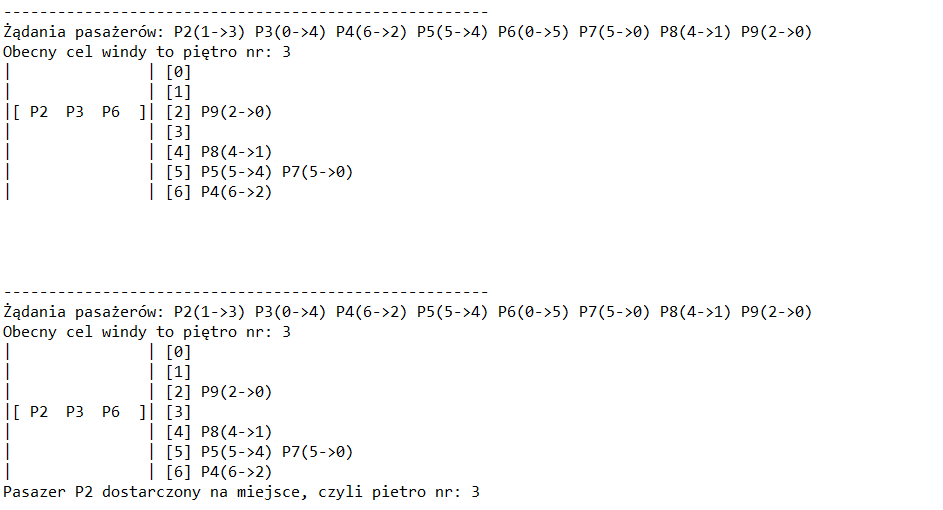 ------------------------------------------------------
Żądania pasażerów: P2(1->3) P3(0->4) P4(6->2) P5(5->4) P6(0->5) P7(5->0) P8(4->1) P9(2->0)
Obecny cel windy to piętro nr: 3
|               | [0]
|               | [1]
|[ P2  P3  P6  ]| [2] P9(2->0)
|               | [3]
|               | [4] P8(4->1)
|               | [5] P5(5->4) P7(5->0)
|               | [6] P4(6->2)
------------------------------------------------------
Żądania pasażerów: P2(1->3) P3(0->4) P4(6->2) P5(5->4) P6(0->5) P7(5->0) P8(4->1) P9(2->0)
Obecny cel windy to piętro nr: 3
|               | [0]
|               | [1]
|               | [2] P9(2->0)
|[ P2  P3  P6  ]| [3]
|               | [4] P8(4->1)
|               | [5] P5(5->4) P7(5->0)
|               | [6] P4(6->2)
Pasazer P2 dostarczony na miejsce, czyli pietro nr: 3